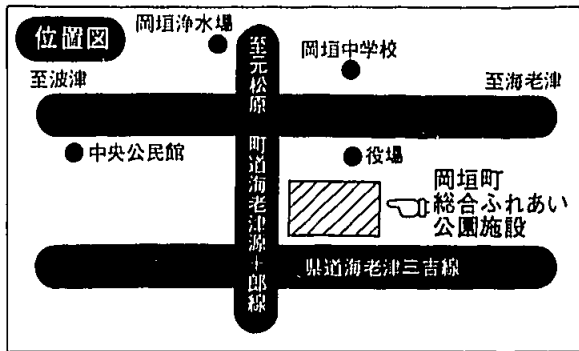 位置図
岡垣浄水場
至元松原
岡垣中学校
至波津
至海老津
中央公民館
町道海老津源十郎線
役場
岡垣町
総合ふれあい
公園施設
県道海老津三吉線